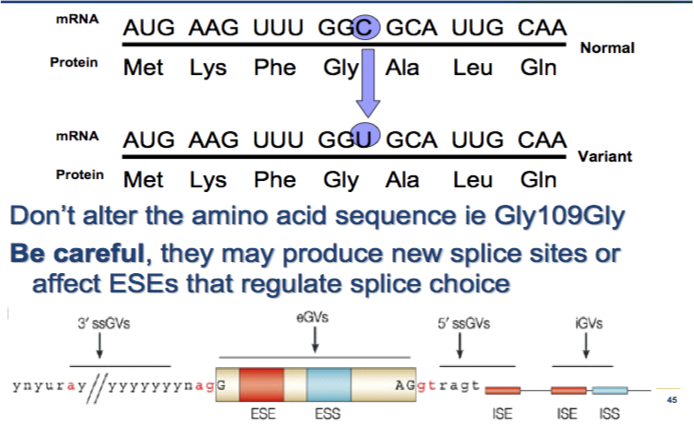 mRNA AUG AAG UUU GGC GCA UUG CAA
Normal
Protein Met Lys Phe Gly Ala Leu Gln
mRNA AUG AAG UUU GGU GCA UUG CAA
Variant
Protein Met Lys Phe Gly Ala Leu Gln
Don't alter the amino acid sequence ie Gly109Gly
Be careful, they may produce new splice sites or
affect ESEs that regulate splice choice
3' ssGVs eGVs 5' ssGVs iGVs
ynyuray//yyyyyyynagG AGgtragt
ESE ESS ISE ISE ISS
45